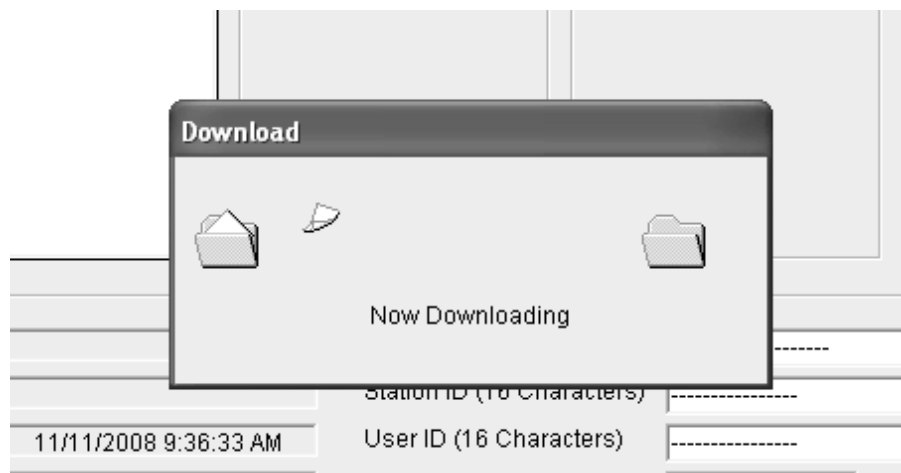 Download
Now Downloading
--------
Station ID (16 Characters) ----------------
11/11/2008 9:36:33 AM User ID (16 Characters) ----------------